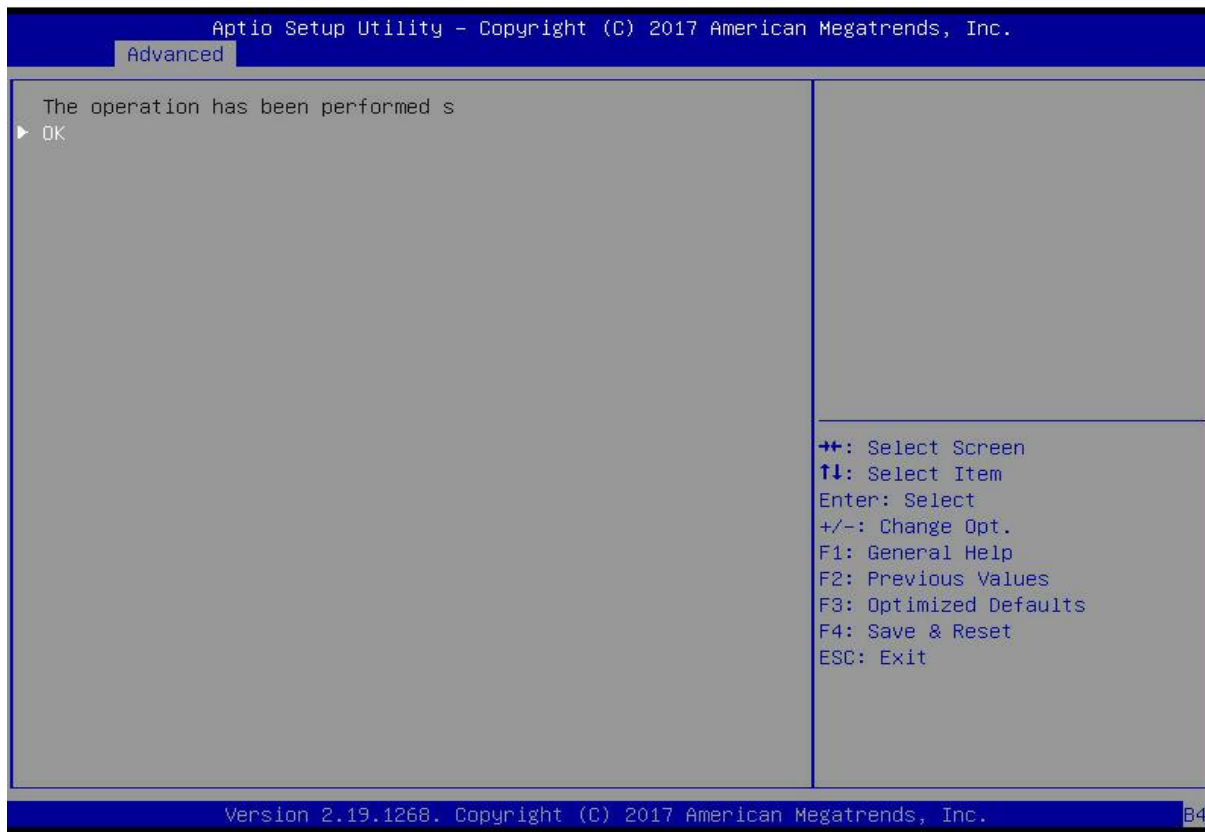 Aptio Setup Utility – Copyright (C) 2017 American Megatrends, Inc.
Advanced
The operation has been performed s
▶ OK
→←: Select Screen
↑↓: Select Item
Enter: Select
+/-: Change Opt.
F1: General Help
F2: Previous Values
F3: Optimized Defaults
F4: Save & Reset
ESC: Exit
Version 2.19.1268. Copyright (C) 2017 American Megatrends, Inc.
B4